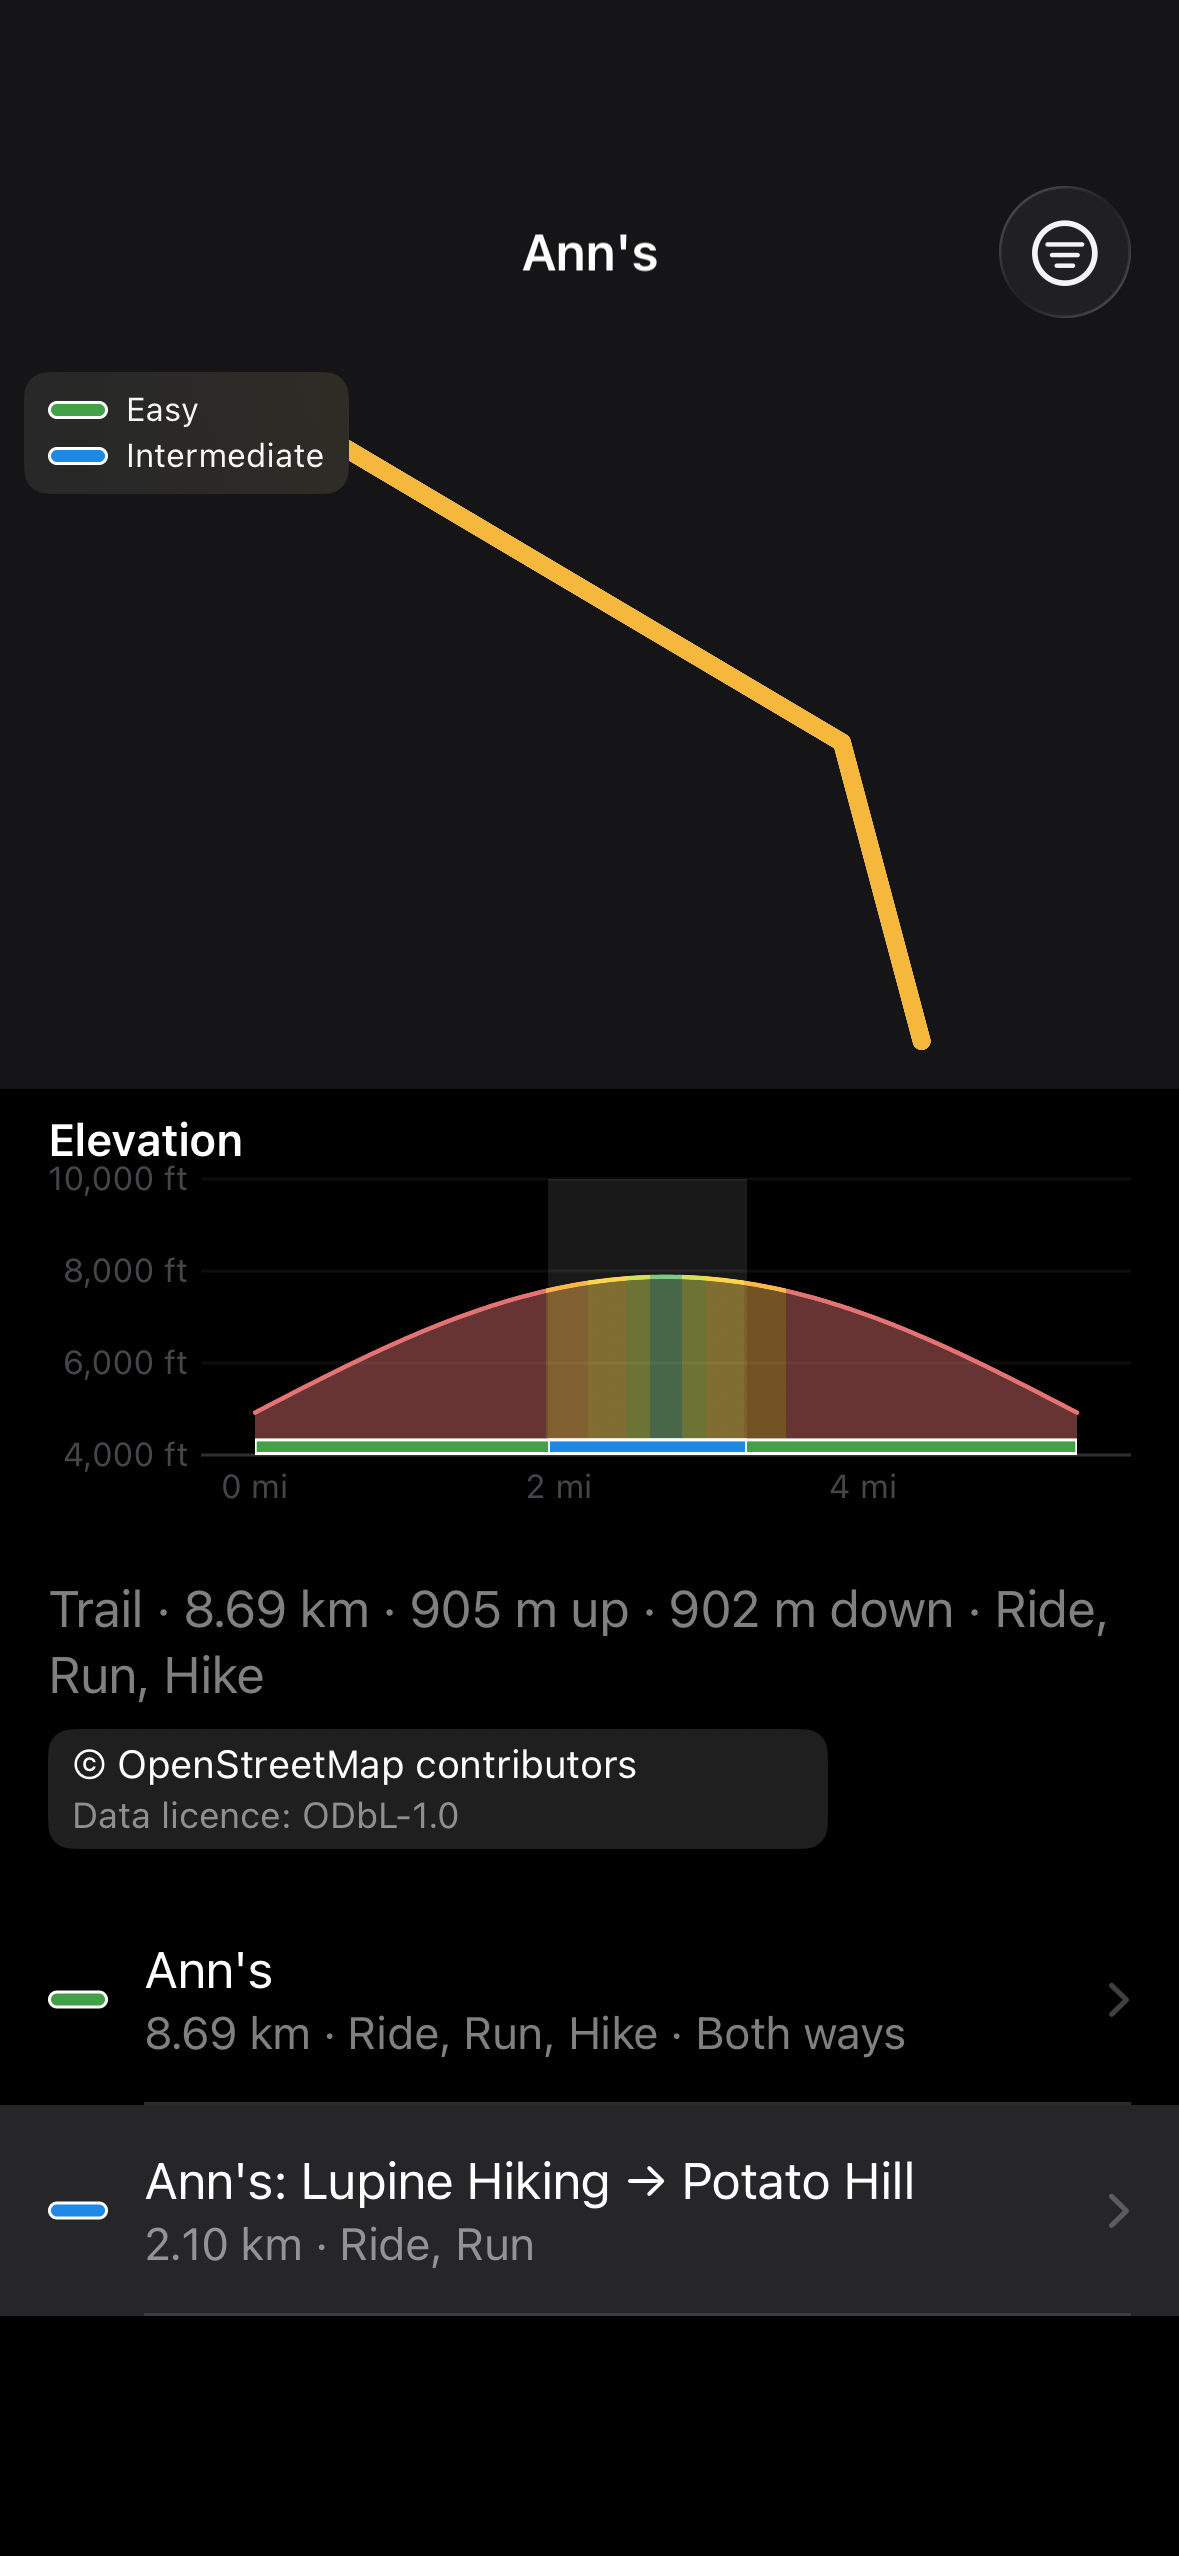 Ann's
Easy
Intermediate
Elevation
10,000 ft
8,000 ft
6,000 ft
4,000 ft
0 mi
2 mi
4 mi
Trail · 8.69 km · 905 m up · 902 m down · Ride,
Run, Hike
© OpenStreetMap contributors
Data licence: ODbL-1.0
Ann's
8.69 km · Ride, Run, Hike · Both ways
Ann's: Lupine Hiking → Potato Hill
2.10 km · Ride, Run